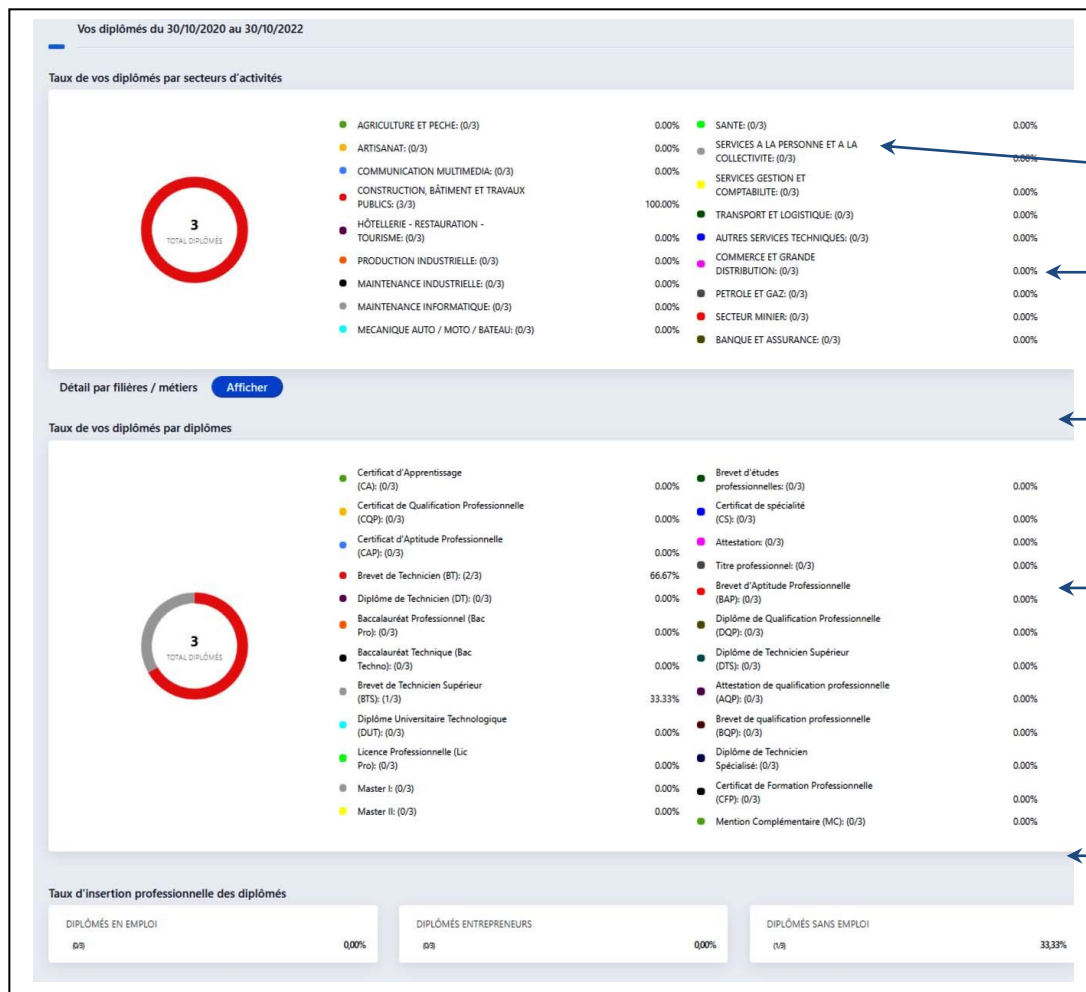 Vos diplômés du 30/10/2020 au 30/10/2022
Taux de vos diplômés par secteurs d'activités
3
TOTAL DIPLÔMÉS
AGRICULTURE ET PECHE: (0/3) 0.00%
ARTISANAT: (0/3) 0.00%
COMMUNICATION MULTIMEDIA: (0/3) 0.00%
CONSTRUCTION, BÂTIMENT ET TRAVAUX
PUBLICS: (3/3) 100.00%
HÔTELLERIE - RESTAURATION -
TOURISME: (0/3) 0.00%
PRODUCTION INDUSTRIELLE: (0/3) 0.00%
MAINTENANCE INDUSTRIELLE: (0/3) 0.00%
MAINTENANCE INFORMATIQUE: (0/3) 0.00%
MECANIQUE AUTO / MOTO / BATEAU: (0/3) 0.00%
SANTE: (0/3) 0.00%
SERVICES A LA PERSONNE ET A LA
COLLECTIVITE: (0/3) 0.00%
SERVICES GESTION ET
COMPTABILITE: (0/3) 0.00%
TRANSPORT ET LOGISTIQUE: (0/3) 0.00%
AUTRES SERVICES TECHNIQUES: (0/3) 0.00%
COMMERCE ET GRANDE
DISTRIBUTION: (0/3) 0.00%
PETROLE ET GAZ: (0/3) 0.00%
SECTEUR MINIER: (0/3) 0.00%
BANQUE ET ASSURANCE: (0/3) 0.00%
Détail par filières / métiers Afficher
Taux de vos diplômés par diplômes
3
TOTAL DIPLÔMÉS
Certificat d'Apprentissage
(CA): (0/3) 0.00%
Certificat de Qualification Professionnelle
(CQP): (0/3) 0.00%
Certificat d'Aptitude Professionnelle
(CAP): (0/3) 0.00%
Brevet de Technicien (BT): (2/3) 66.67%
Diplôme de Technicien (DT): (0/3) 0.00%
Baccalauréat Professionnel (Bac
Pro): (0/3) 0.00%
Baccalauréat Technique (Bac
Techno): (0/3) 0.00%
Brevet de Technicien Supérieur
(BTS): (1/3) 33.33%
Diplôme Universitaire Technologique
(DUT): (0/3) 0.00%
Licence Professionnelle (Lic
Pro): (0/3) 0.00%
Master I: (0/3) 0.00%
Master II: (0/3) 0.00%
Brevet d'études
professionnelles: (0/3) 0.00%
Certificat de spécialité
(CS): (0/3) 0.00%
Attestation: (0/3) 0.00%
Titre professionnel: (0/3) 0.00%
Brevet d'Aptitude Professionnelle
(BAP): (0/3) 0.00%
Diplôme de Qualification Professionnelle
(DQP): (0/3) 0.00%
Diplôme de Technicien Supérieur
(DTS): (0/3) 0.00%
Attestation de qualification professionnelle
(AQP): (0/3) 0.00%
Brevet de qualification professionnelle
(BQP): (0/3) 0.00%
Diplôme de Technicien
Spécialisé: (0/3) 0.00%
Certificat de Formation Professionnelle
(CFP): (0/3) 0.00%
Mention Complémentaire (MC): (0/3) 0.00%
Taux d'insertion professionnelle des diplômés
DIPLÔMÉS EN EMPLOI
(0/3) 0,00%
DIPLÔMÉS ENTREPRENEURS
(0/3) 0,00%
DIPLÔMÉS SANS EMPLOI
(1/3) 33,33%